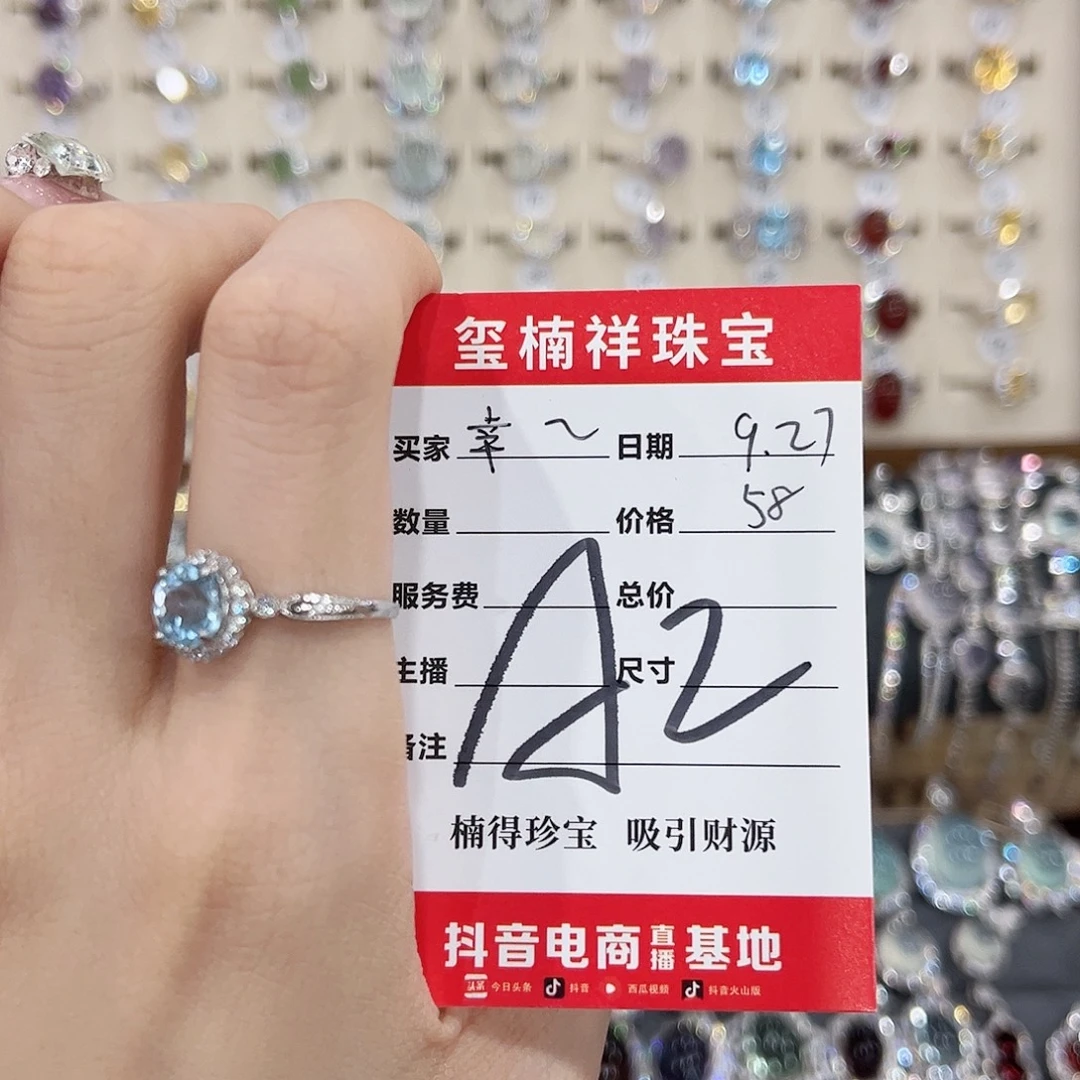 玺楠祥珠宝
买家 幸~ 日期 9.27
数量 价格 58
服务费 总价
主播 尺寸
备注
A2
楠得珍宝 吸引财源
抖音电商直播基地
头条 今日头条 抖音 西瓜视频 抖音火山版